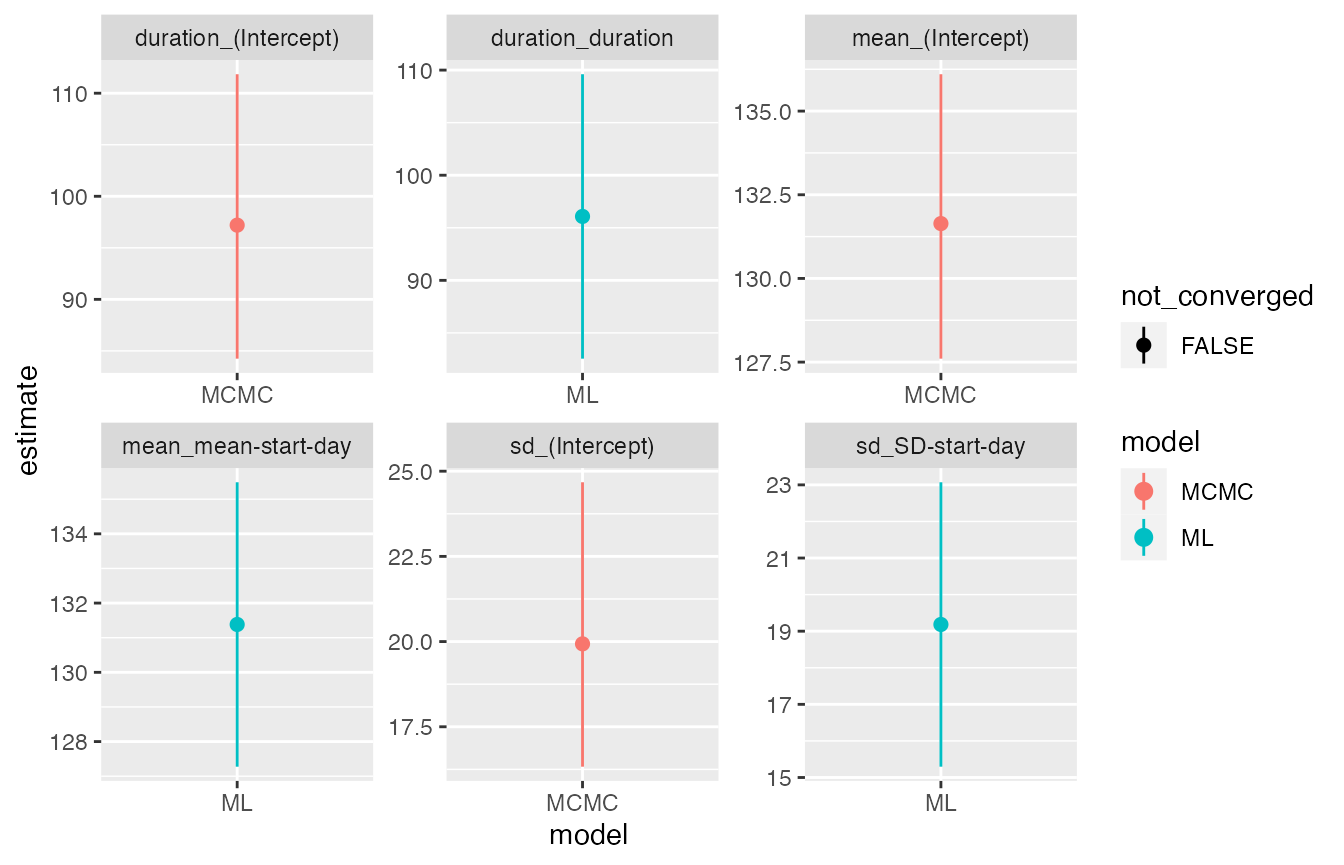 duration_(Intercept)
duration_duration
mean_(Intercept)
110
100
90
110
100
90
135.0
132.5
130.0
127.5
MCMC
ML
MCMC
mean_mean-start-day
sd_(Intercept)
sd_SD-start-day
134
132
130
128
25.0
22.5
20.0
17.5
23
21
19
17
15
ML
MCMC
ML
model
estimate
not_converged
FALSE
model
MCMC
ML